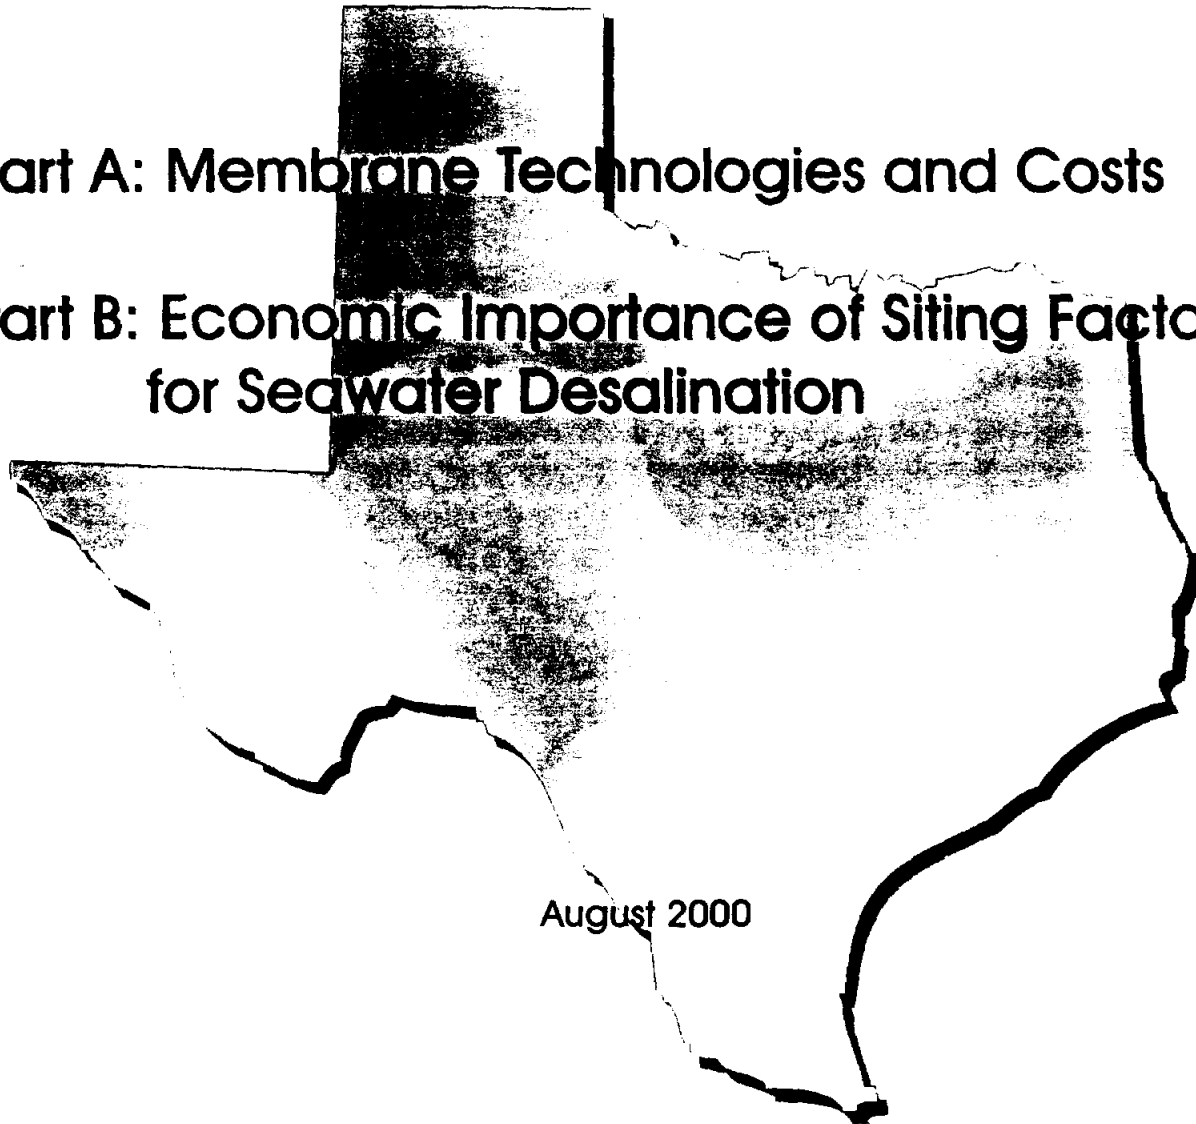 art A: Membrane Technologies and Costs
art B: Economic Importance of Siting Facto
for Seawater Desalination
August 2000